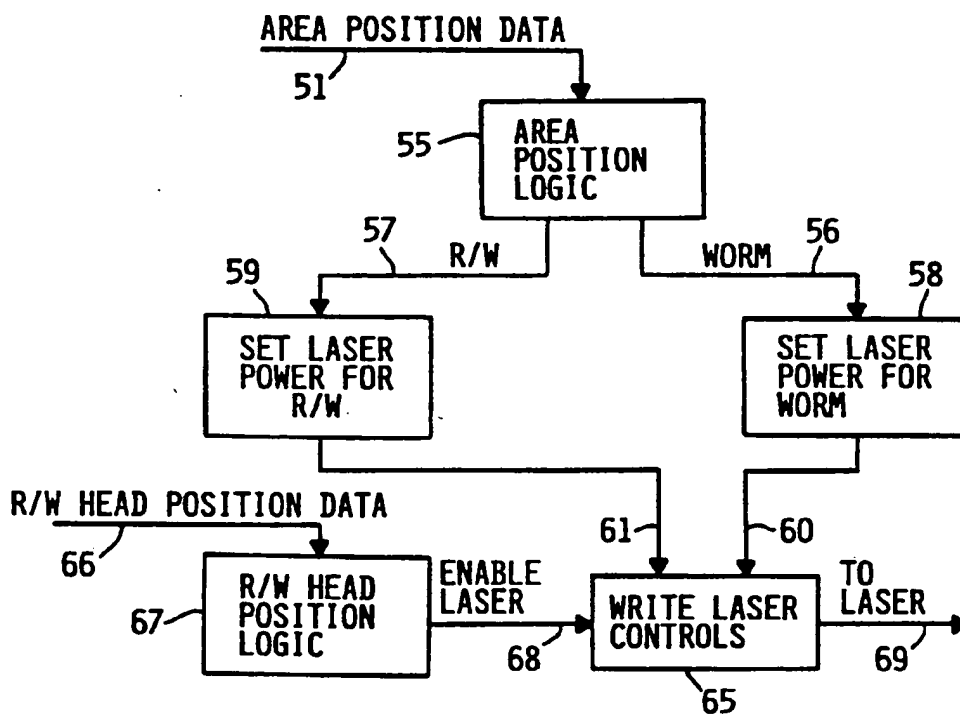 AREA POSITION DATA
51
55
AREA
POSITION
LOGIC
57
R/W
WORM
56
59
58
SET LASER
POWER FOR
R/W
SET LASER
POWER FOR
WORM
R/W HEAD POSITION DATA
66
61
60
67
R/W HEAD
POSITION
LOGIC
ENABLE
LASER
68
WRITE LASER
CONTROLS
65
TO
LASER
69